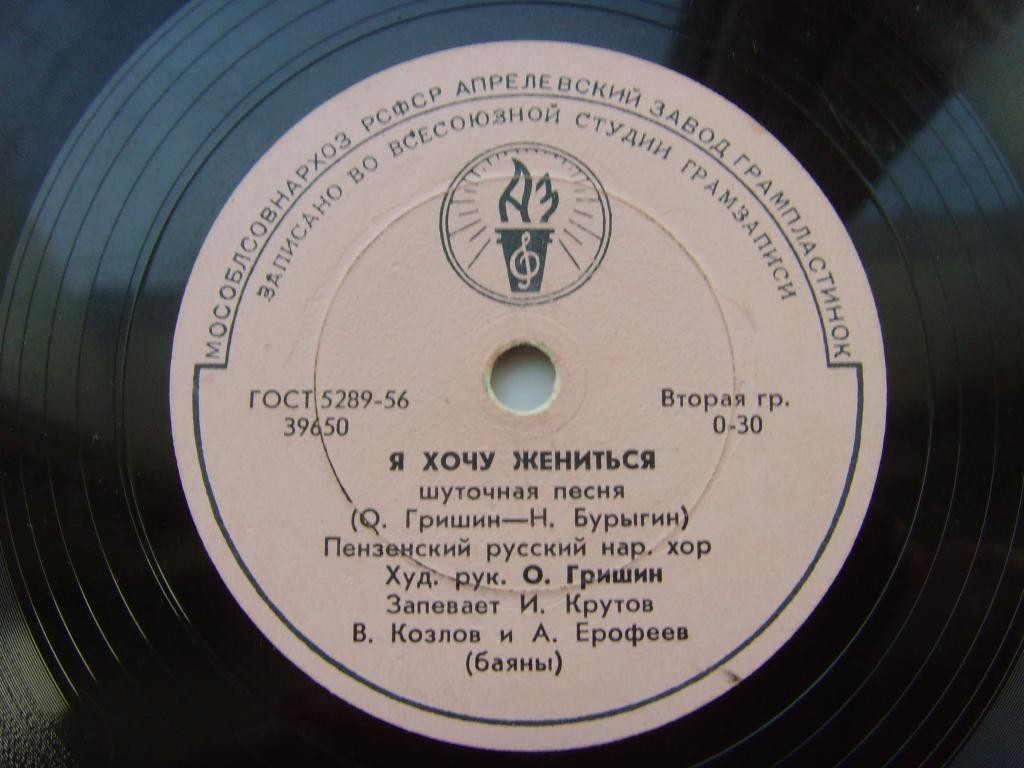 МОСОБЛСОВНАРХОЗ РСФСР АПРЕЛЕВСКИЙ ЗАВОД ГРАМПЛАСТИНОК
ЗАПИСАНО ВО ВСЕСОЮЗНОЙ СТУДИИ ГРАМЗАПИСИ
АЗ
ГОСТ 5289-56
39650
Вторая гр.
0-30
Я ХОЧУ ЖЕНИТЬСЯ
шуточная песня
(О. Гришин—Н. Бурыгин)
Пензенский русский нар. хор
Худ. рук. О. Гришин
Запевает И. Крутов
В. Козлов и А. Ерофеев
(баяны)